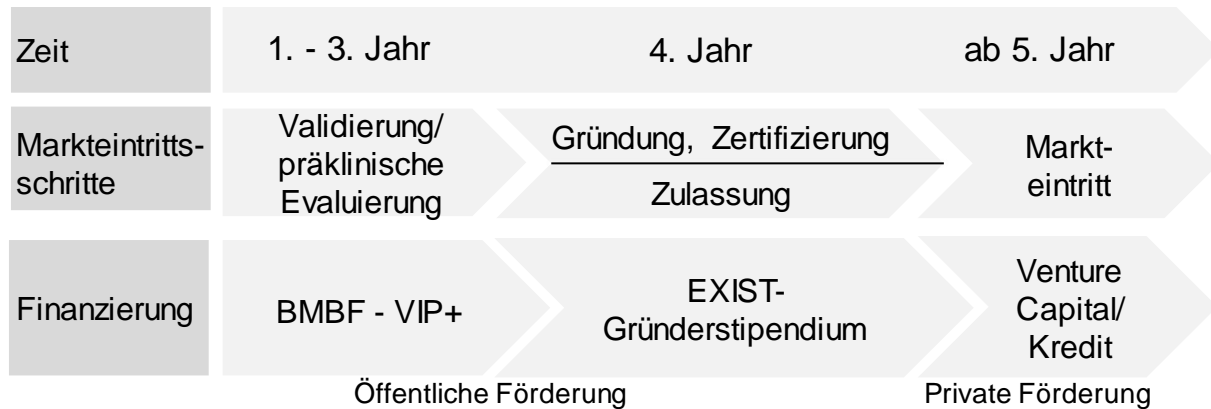 Zeit
1. - 3. Jahr
4. Jahr
ab 5. Jahr
Markteintritts-
schritte
Validierung/
präklinische
Evaluierung
Gründung, Zertifizierung
Zulassung
Markt-
eintritt
Finanzierung
BMBF - VIP+
EXIST-
Gründerstipendium
Venture
Capital/
Kredit
Öffentliche Förderung
Private Förderung